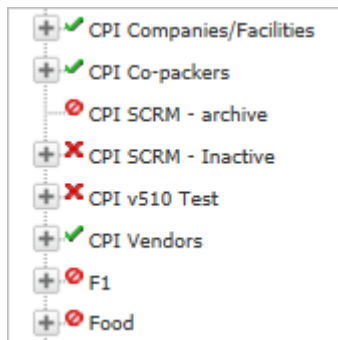 CPI Companies/Facilities
CPI Co-packers
CPI SCRM - archive
CPI SCRM - Inactive
CPI v510 Test
CPI Vendors
F1
Food